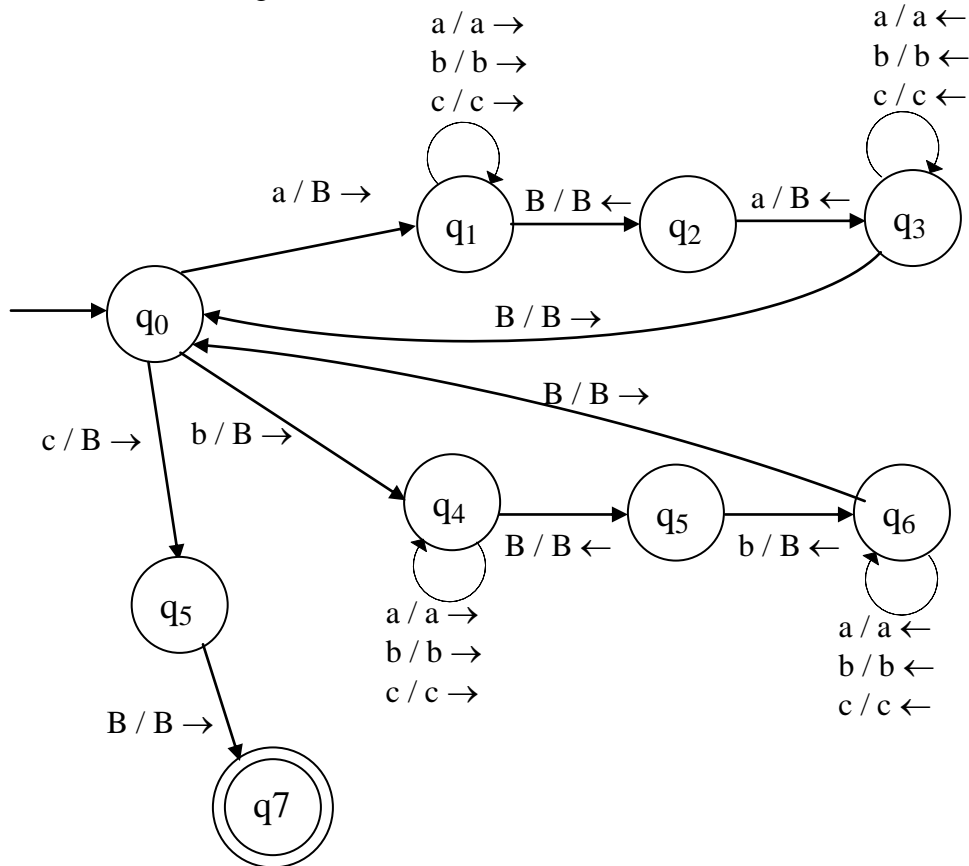 a / a →
b / b →
c / c →
a / a ←
b / b ←
c / c ←
a / B →
q1
B / B ←
q2
a / B ←
q3
q0
B / B →
B / B →
c / B →
b / B →
q4
B / B ←
q5
b / B ←
q6
q5
a / a →
b / b →
c / c →
a / a ←
b / b ←
c / c ←
B / B →
q7